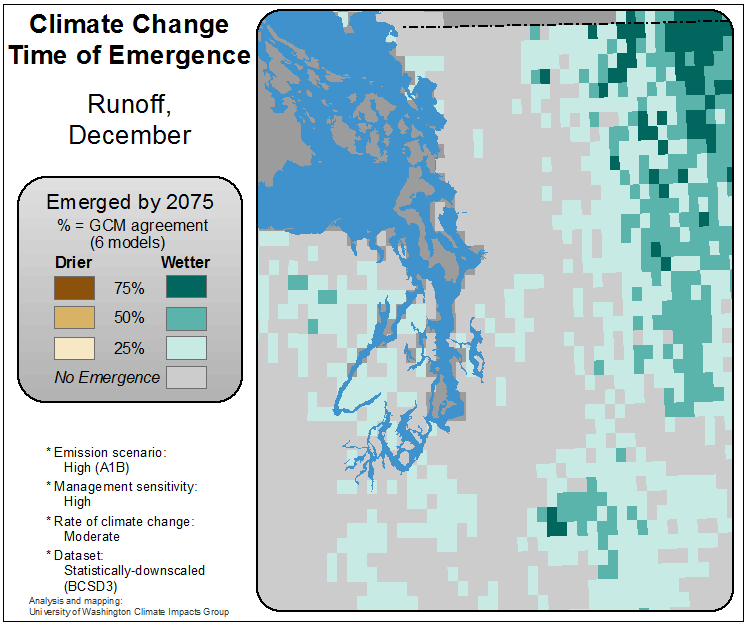 Climate Change
Time of Emergence
Runoff,
December
Emerged by 2075
% = GCM agreement
(6 models)
Drier Wetter
75%
50%
25%
No Emergence
* Emission scenario:
High (A1B)
* Management sensitivity:
High
* Rate of climate change:
Moderate
* Dataset:
Statistically-downscaled
(BCSD3)
Analysis and mapping:
University of Washington Climate Impacts Group